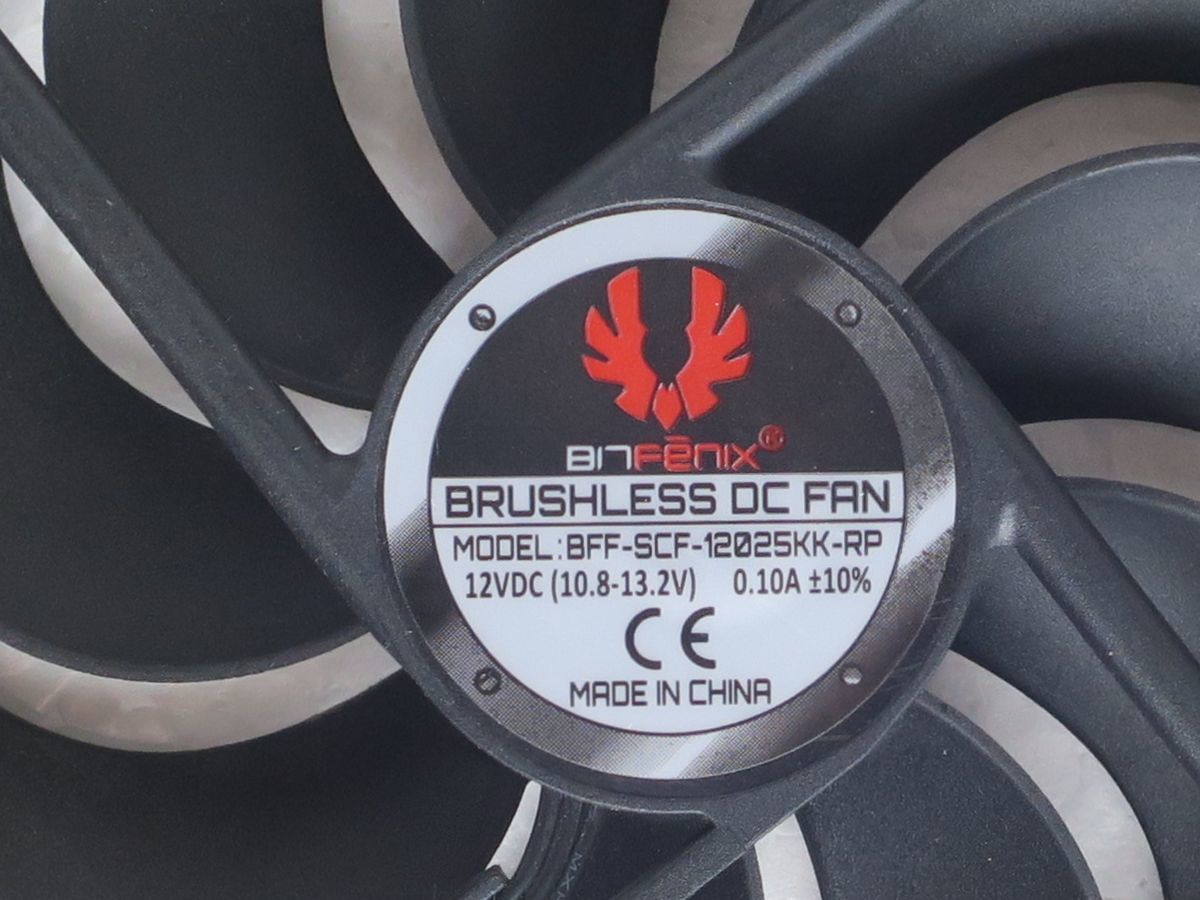 BITFĒNIX®
BRUSHLESS DC FAN
MODEL:BFF-SCF-12025KK-RP
12VDC (10.8-13.2V) 0.10A ±10%
CE
MADE IN CHINA